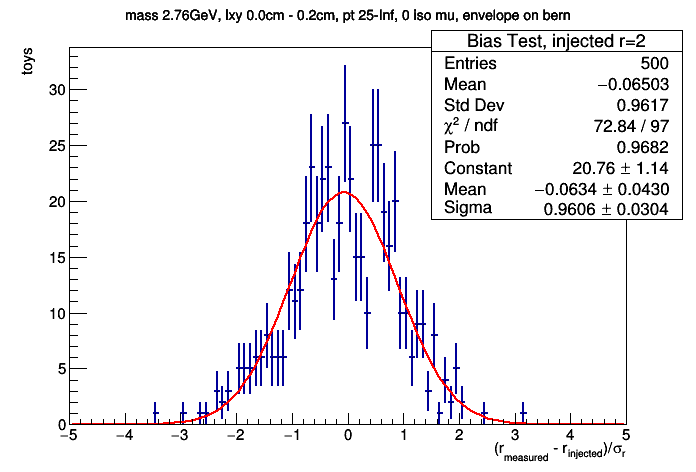 mass 2.76GeV, lxy 0.0cm - 0.2cm, pt 25-Inf, 0 Iso mu, envelope on bern
Bias Test, injected r=2
Entries 500
Mean −0.06503
Std Dev 0.9617
χ² / ndf 72.84 / 97
Prob 0.9682
Constant 20.76 ± 1.14
Mean −0.0634 ± 0.0430
Sigma 0.9606 ± 0.0304
toys
30
25
20
15
10
5
0
−5 −4 −3 −2 −1 0 1 2 3 4 5
(r_measured - r_injected)/σ_r